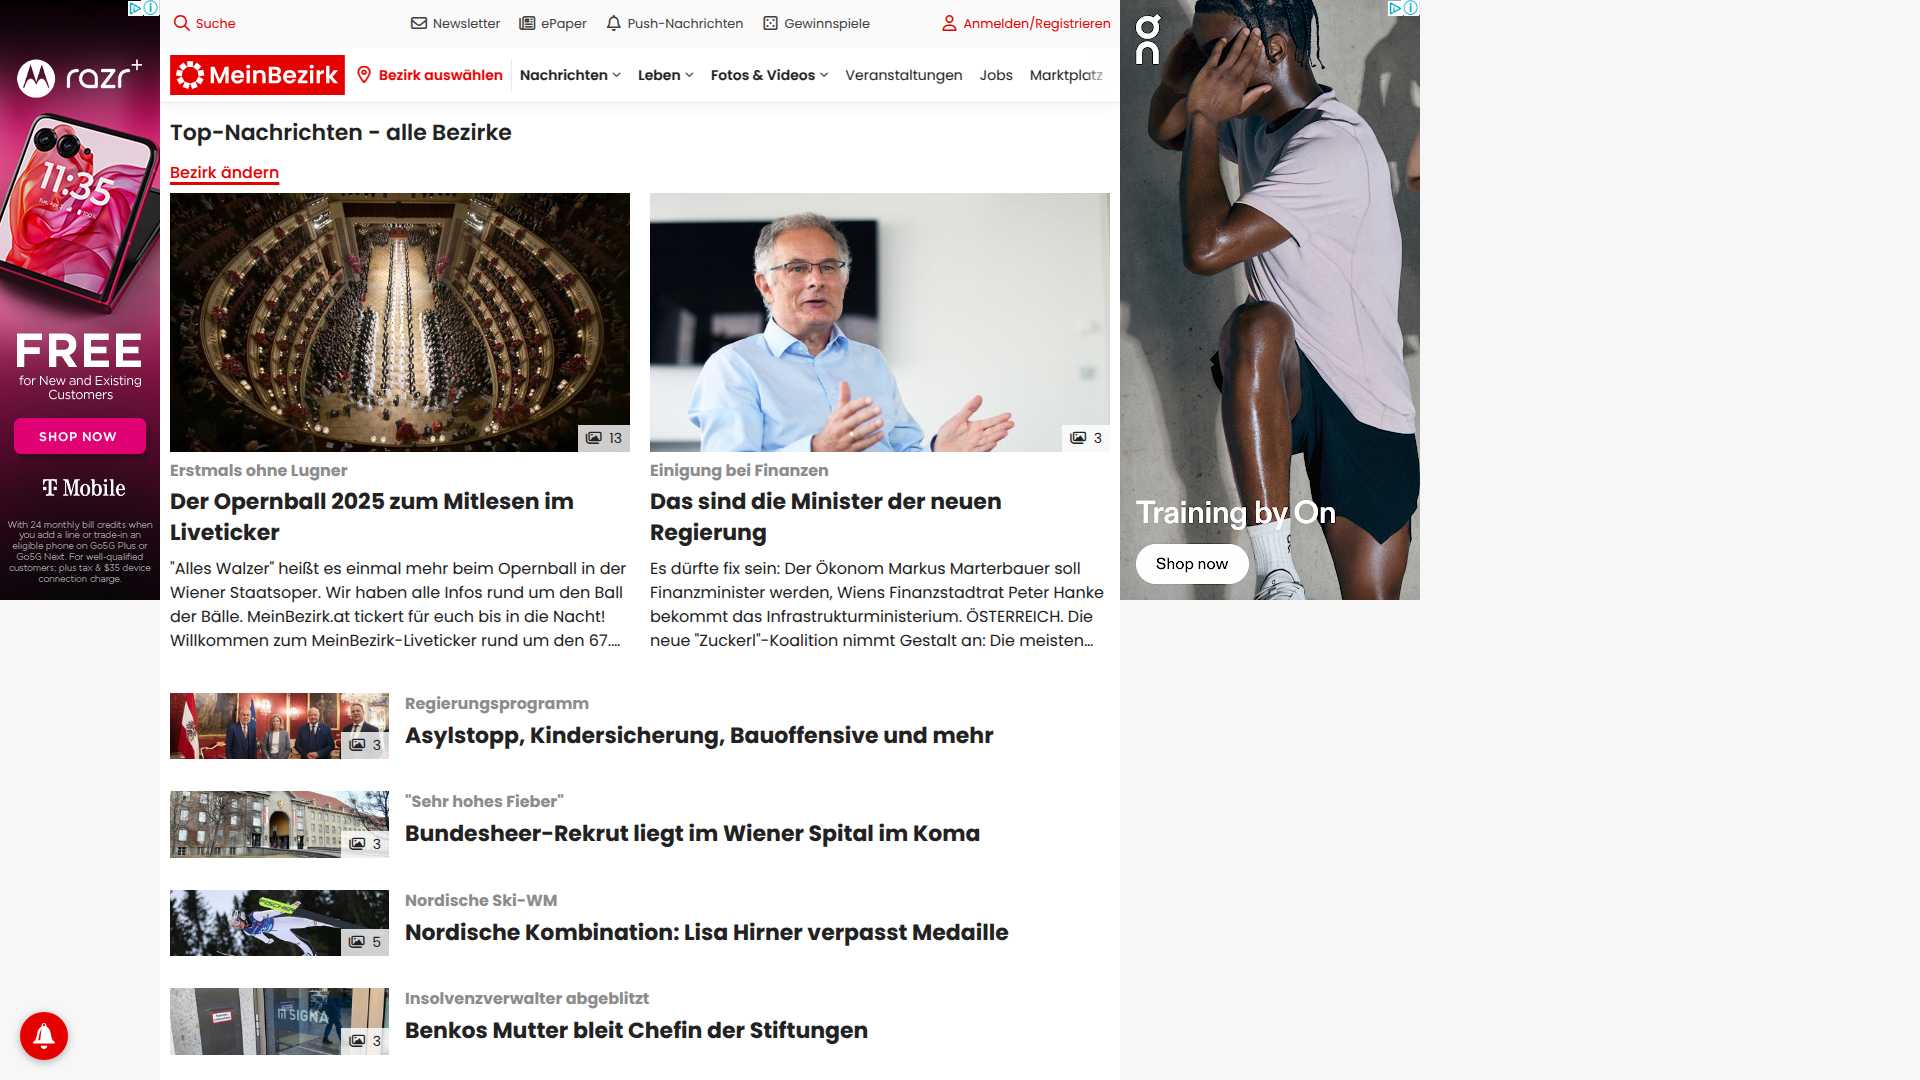 Suche
Newsletter
ePaper
Push-Nachrichten
Gewinnspiele
Anmelden/Registrieren
MeinBezirk
Bezirk auswählen
Nachrichten
Leben
Fotos & Videos
Veranstaltungen
Jobs
Marktplatz
Top-Nachrichten - alle Bezirke
Bezirk ändern
13
Erstmals ohne Lugner
Der Opernball 2025 zum Mitlesen im
Liveticker
"Alles Walzer" heißt es einmal mehr beim Opernball in der
Wiener Staatsoper. Wir haben alle Infos rund um den Ball
der Bälle. MeinBezirk.at tickert für euch bis in die Nacht!
Willkommen zum MeinBezirk-Liveticker rund um den 67....
3
Einigung bei Finanzen
Das sind die Minister der neuen
Regierung
Es dürfte fix sein: Der Ökonom Markus Marterbauer soll
Finanzminister werden, Wiens Finanzstadtrat Peter Hanke
bekommt das Infrastrukturministerium. ÖSTERREICH. Die
neue "Zuckerl"-Koalition nimmt Gestalt an: Die meisten...
3
Regierungsprogramm
Asylstopp, Kindersicherung, Bauoffensive und mehr
3
"Sehr hohes Fieber"
Bundesheer-Rekrut liegt im Wiener Spital im Koma
5
Nordische Ski-WM
Nordische Kombination: Lisa Hirner verpasst Medaille
SIGNA
3
Insolvenzverwalter abgeblitzt
Benkos Mutter bleit Chefin der Stiftungen
razr+
11:35
FREE
for New and Existing
Customers
SHOP NOW
T Mobile
With 24 monthly bill credits when
you add a line or trade-in an
eligible phone on Go5G Plus or
Go5G Next. For well-qualified
customers; plus tax & $35 device
connection charge.
On
Training by On
Shop now